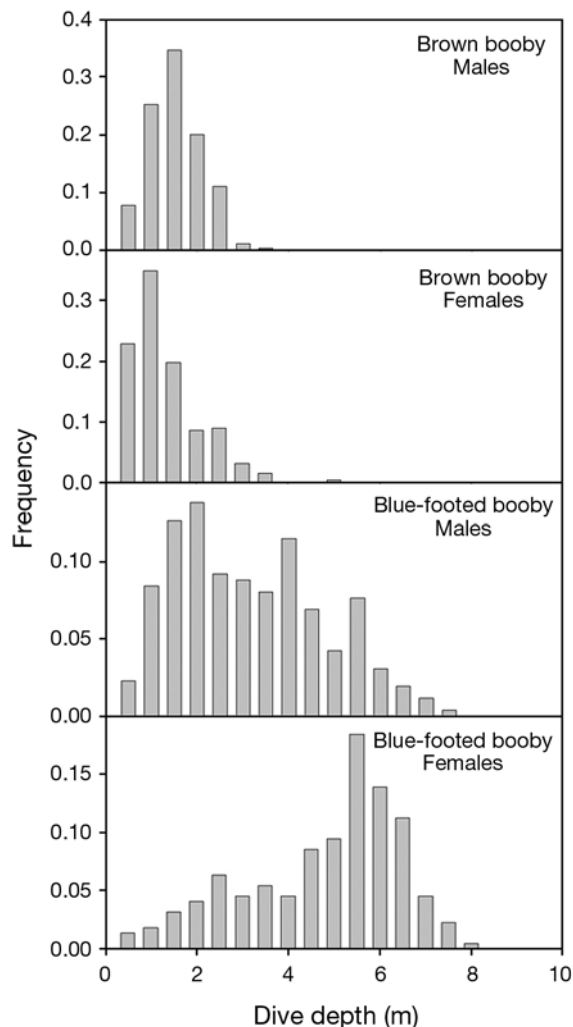 0.4
Brown booby
Males
0.3
0.2
0.1
0.0
Brown booby
Females
0.3
0.2
0.1
0.0
Blue-footed booby
Males
0.10
0.05
0.00
Blue-footed booby
Females
0.15
0.10
0.05
0.00
Frequency
0 2 4 6 8 10
Dive depth (m)